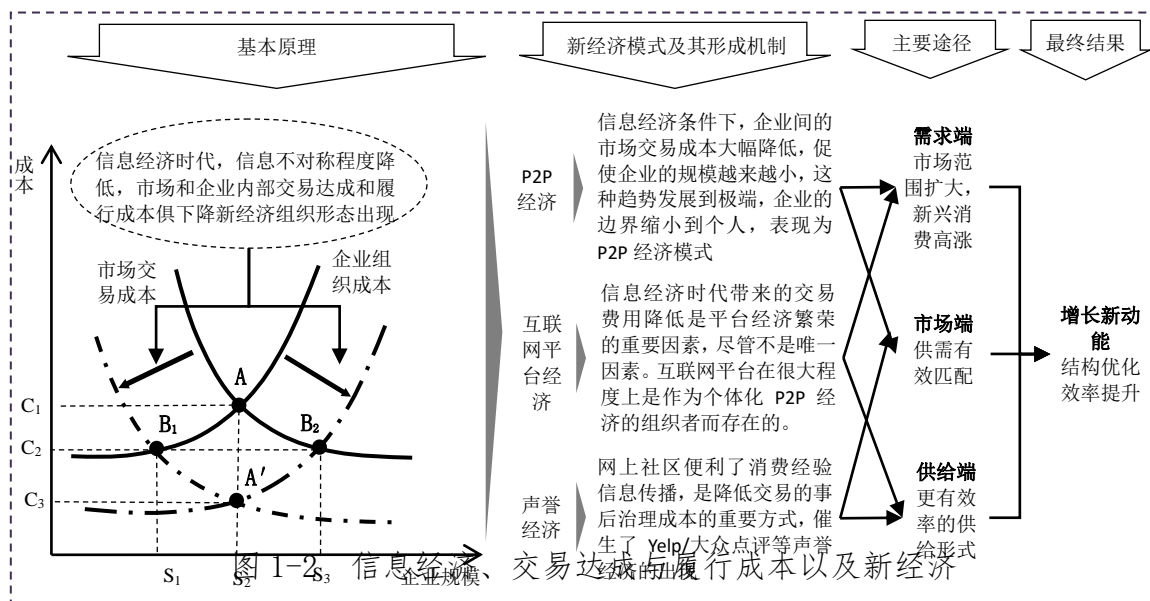 基本原理
新经济模式及其形成机制
主要途径
最终结果
成
本
信息经济时代，信息不对称程度降
低，市场和企业内部交易达成和履
行成本俱下降新经济组织形态出现
市场交
易成本
企业组
织成本
A
B₁
B₂
A′
C₁
C₂
C₃
S₁
S₂
S₃
企业规模
P2P
经济
信息经济条件下，企业间的
市场交易成本大幅降低，促
使企业的规模越来越小，这
种趋势发展到极端，企业的
边界缩小到个人，表现为
P2P 经济模式
互联
网平
台经
济
信息经济时代带来的交易
费用降低是平台经济繁荣
的重要因素，尽管不是唯一
因素。互联网平台在很大程
度上是作为个体化 P2P 经
济的组织者而存在的。
声誉
经济
网上社区便利了消费经验
信息传播，是降低交易的事
后治理成本的重要方式，催
生了 Yelp/大众点评等声誉
经济的出现
需求端
市场范
围扩大，
新兴消
费高涨
市场端
供需有
效匹配
供给端
更有效
率的供
给形式
增长新动
能
结构优化
效率提升
图 1-2 信息经济、交易达成与履行成本以及新经济